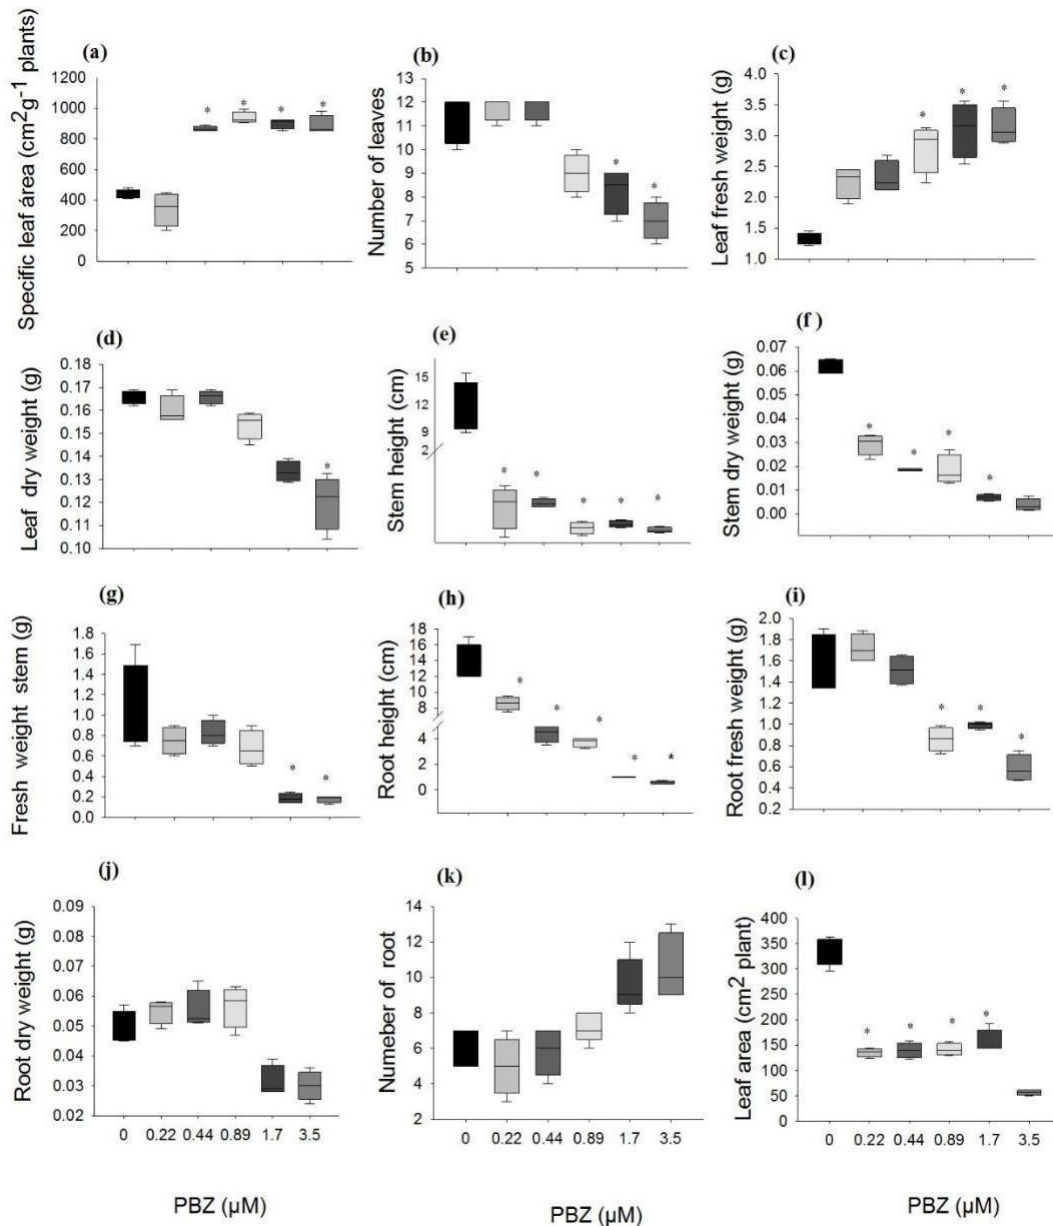 (a)
Specific leaf área (cm²g⁻¹ plants)
1200
1000
800
600
400
200
0
* * * *
(b)
Number of leaves
13
12
11
10
9
8
7
6
5
* *
(c)
Leaf fresh weight (g)
4.0
3.5
3.0
2.5
2.0
1.5
1.0
* * *
(d)
Leaf dry weight (g)
0.18
0.17
0.16
0.15
0.14
0.13
0.12
0.11
0.10
*
(e)
Stem height (cm)
15
12
9
2
* * * * *
(f )
Stem dry weight (g)
0.07
0.06
0.05
0.03
0.02
0.01
0.00
* * * *
(g)
Fresh weight stem (g)
1.8
1.6
1.4
1.2
1.0
0.8
0.6
0.4
0.2
0.0
* *
(h)
Root height (cm)
18
16
14
12
10
8
4
2
0
* * * * *
(i)
Root fresh weight (g)
2.0
1.8
1.6
1.4
1.2
1.0
0.8
0.6
0.4
0.2
* * *
(j)
Root dry weight (g)
0.09
0.08
0.07
0.06
0.05
0.04
0.03
0.02
0 0.22 0.44 0.89 1.7 3.5
PBZ (µM)
(k)
Numeber of root
14
12
10
8
6
4
2
0 0.22 0.44 0.89 1.7 3.5
PBZ (µM)
(l)
Leaf area (cm² plant)
400
350
300
250
200
150
100
50
0
* * * *
0 0.22 0.44 0.89 1.7 3.5
PBZ (µM)